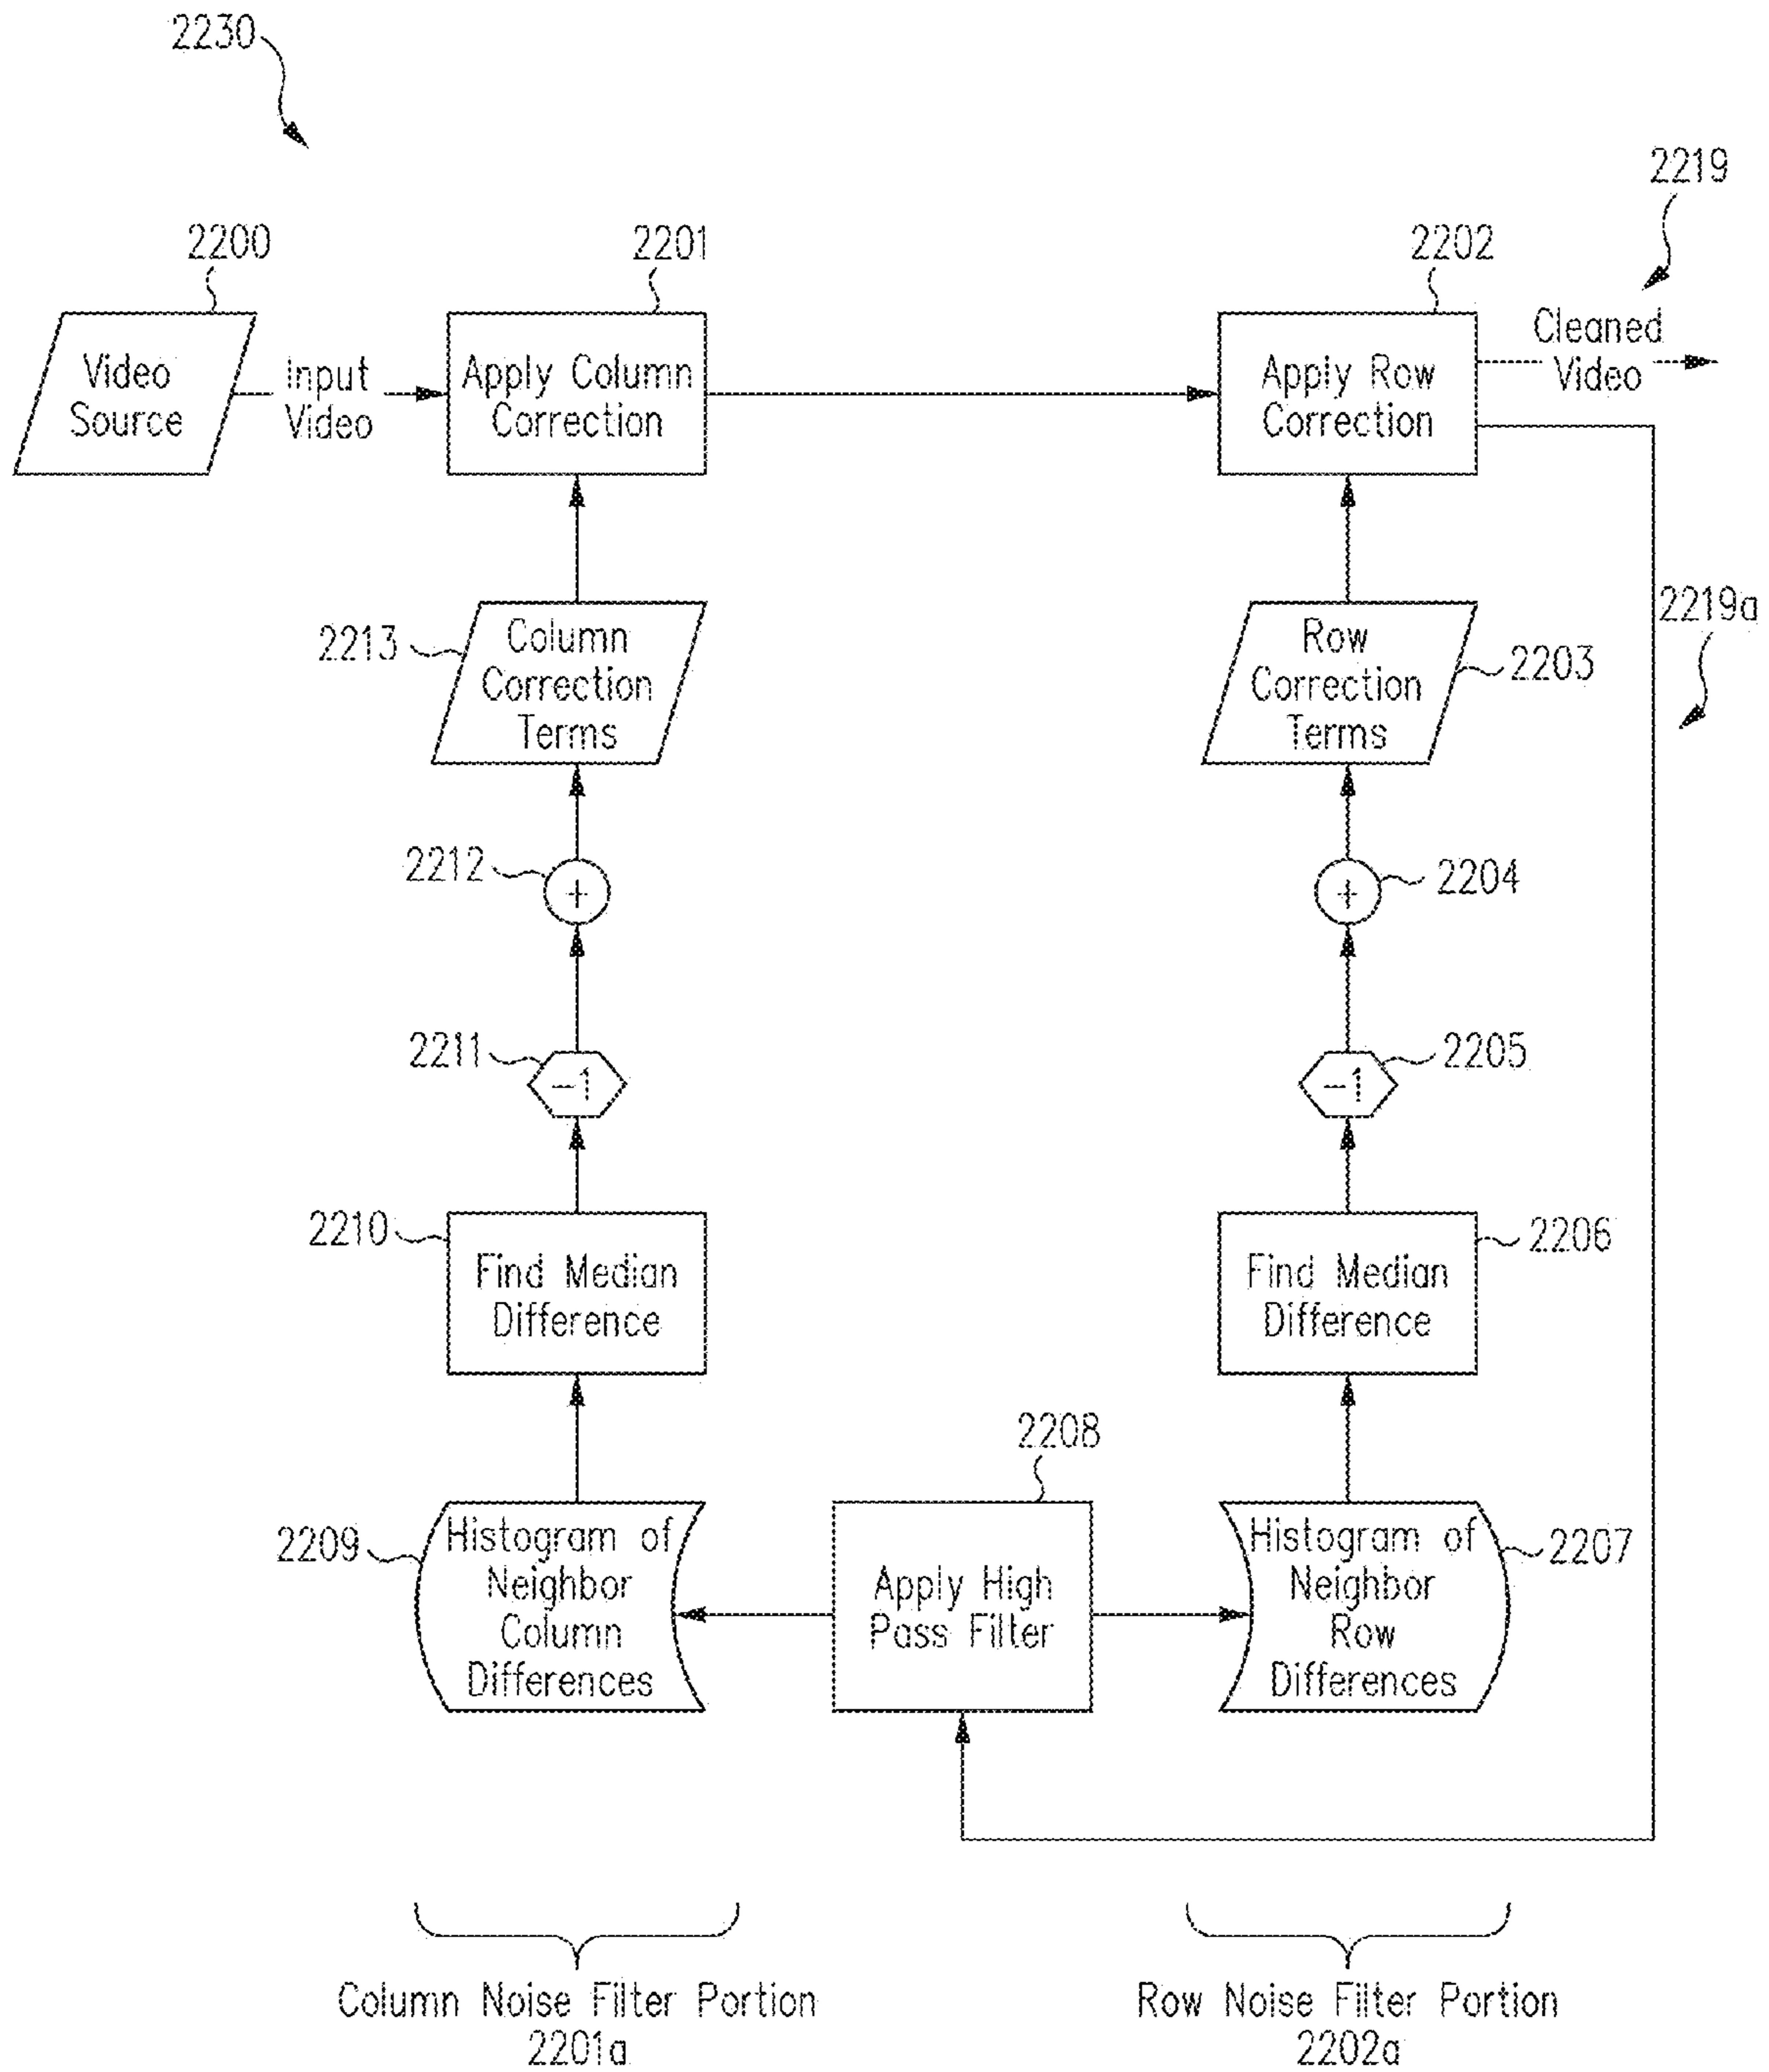 2230
2219
2200
2201
2202
Video
Source
Input
Video
Apply Column
Correction
Apply Row
Correction
Cleaned
Video
2219a
2213
Column
Correction
Terms
Row
Correction
Terms
2203
2212
+
+
2204
2211
-1
-1
2205
2210
Find Median
Difference
Find Median
Difference
2206
2208
2209
Histogram of
Neighbor
Column
Differences
Apply High
Pass Filter
Histogram of
Neighbor
Row
Differences
2207
Column Noise Filter Portion
2201a
Row Noise Filter Portion
2202a